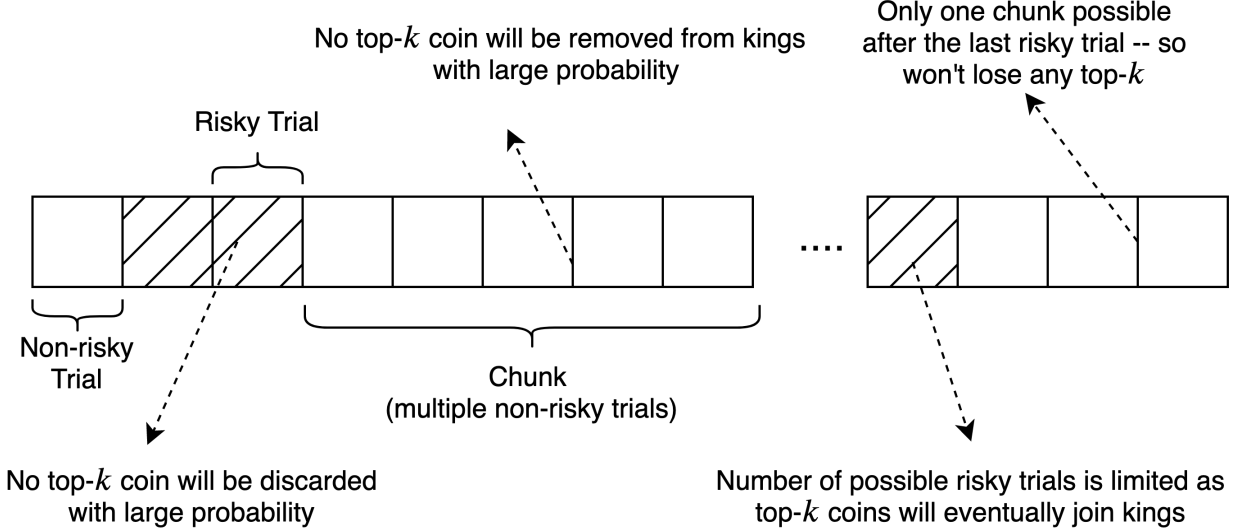 No top-k coin will be removed from kings
with large probability
Only one chunk possible
after the last risky trial -- so
won't lose any top-k
Risky Trial
....
Non-risky
Trial
Chunk
(multiple non-risky trials)
No top-k coin will be discarded
with large probability
Number of possible risky trials is limited as
top-k coins will eventually join kings